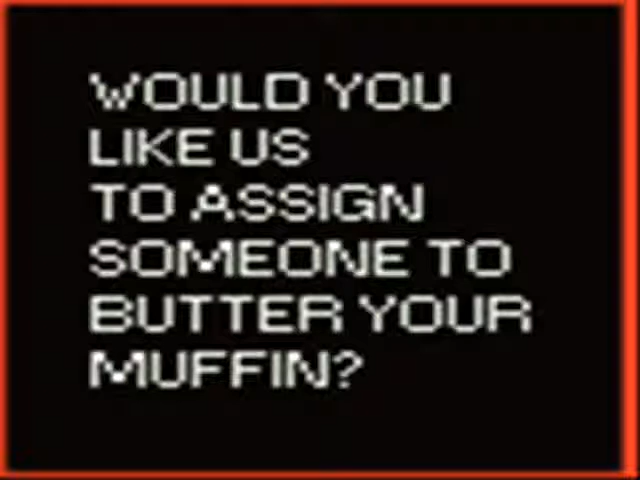 WOULD YOU
LIKE US
TO ASSIGN
SOMEONE TO
BUTTER YOUR
MUFFIN?